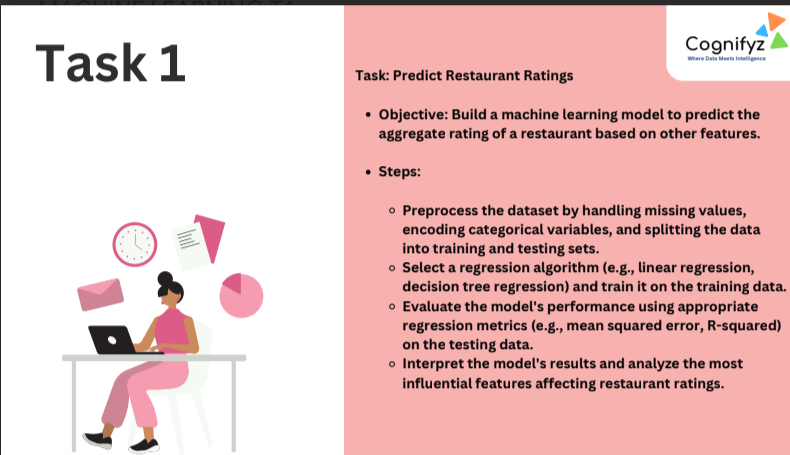 Task 1
Cognifyz
Where Data Meets Intelligence
Task: Predict Restaurant Ratings
• Objective: Build a machine learning model to predict the
aggregate rating of a restaurant based on other features.
• Steps:
◦ Preprocess the dataset by handling missing values,
encoding categorical variables, and splitting the data
into training and testing sets.
◦ Select a regression algorithm (e.g., linear regression,
decision tree regression) and train it on the training data.
◦ Evaluate the model's performance using appropriate
regression metrics (e.g., mean squared error, R-squared)
on the testing data.
◦ Interpret the model's results and analyze the most
influential features affecting restaurant ratings.